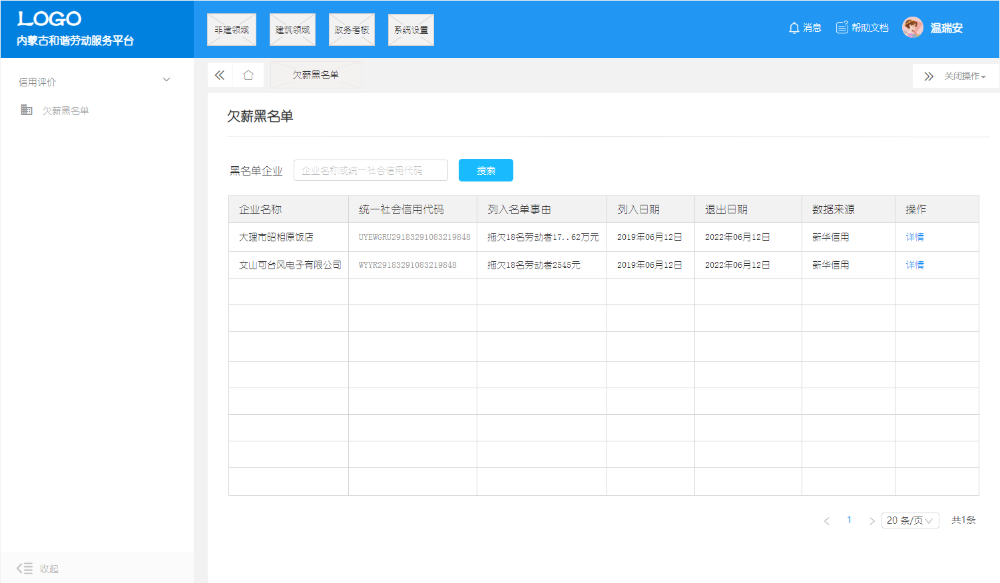 LOGO
内蒙古和谐劳动服务平台
非建领域
建筑领域
政务考核
系统设置
消息
帮助文档
温瑞安
信用评价
欠薪黑名单
欠薪黑名单
关闭操作
欠薪黑名单
黑名单企业 企业名称或统一社会信用代码 搜索
企业名称 统一社会信用代码 列入名单事由 列入日期 退出日期 数据来源 操作
大理市昭相原饭店 UYEWGRU29183291083219848 拖欠18名劳动者17..62万元 2019年06月12日 2022年06月12日 新华信用 详情
文山可台风电子有限公司 WYYR29183291083219848 拖欠18名劳动者2545元 2019年06月12日 2022年06月12日 新华信用 详情
1 20 条/页 共1条
收起